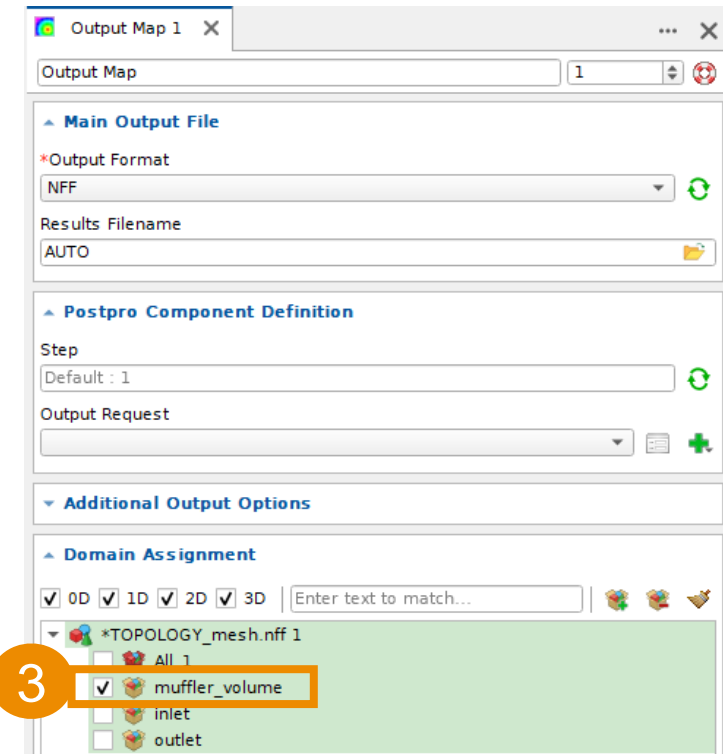 Output Map 1
Output Map 1
Main Output File
*Output Format
NFF
Results Filename
AUTO
Postpro Component Definition
Step
Default : 1
Output Request
Additional Output Options
Domain Assignment
0D 1D 2D 3D Enter text to match...
*TOPOLOGY_mesh.nff 1
All 1
3 muffler_volume
inlet
outlet